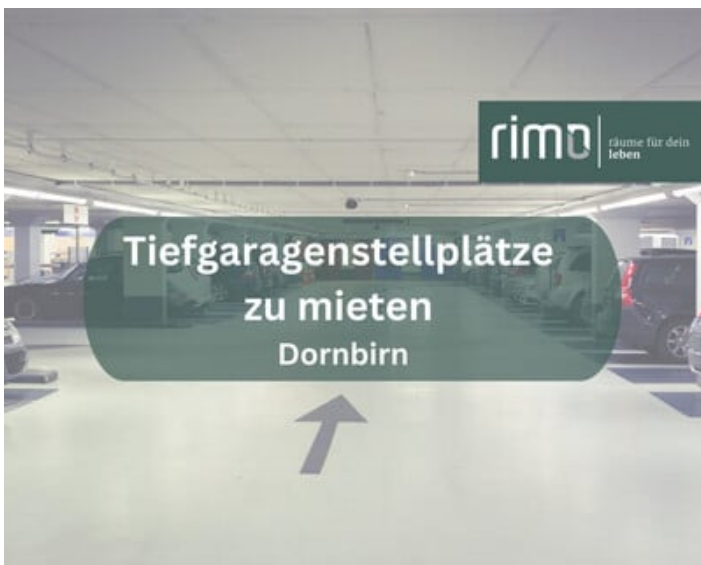 rimo
räume für dein
leben
Tiefgaragenstellplätze
zu mieten
Dornbirn